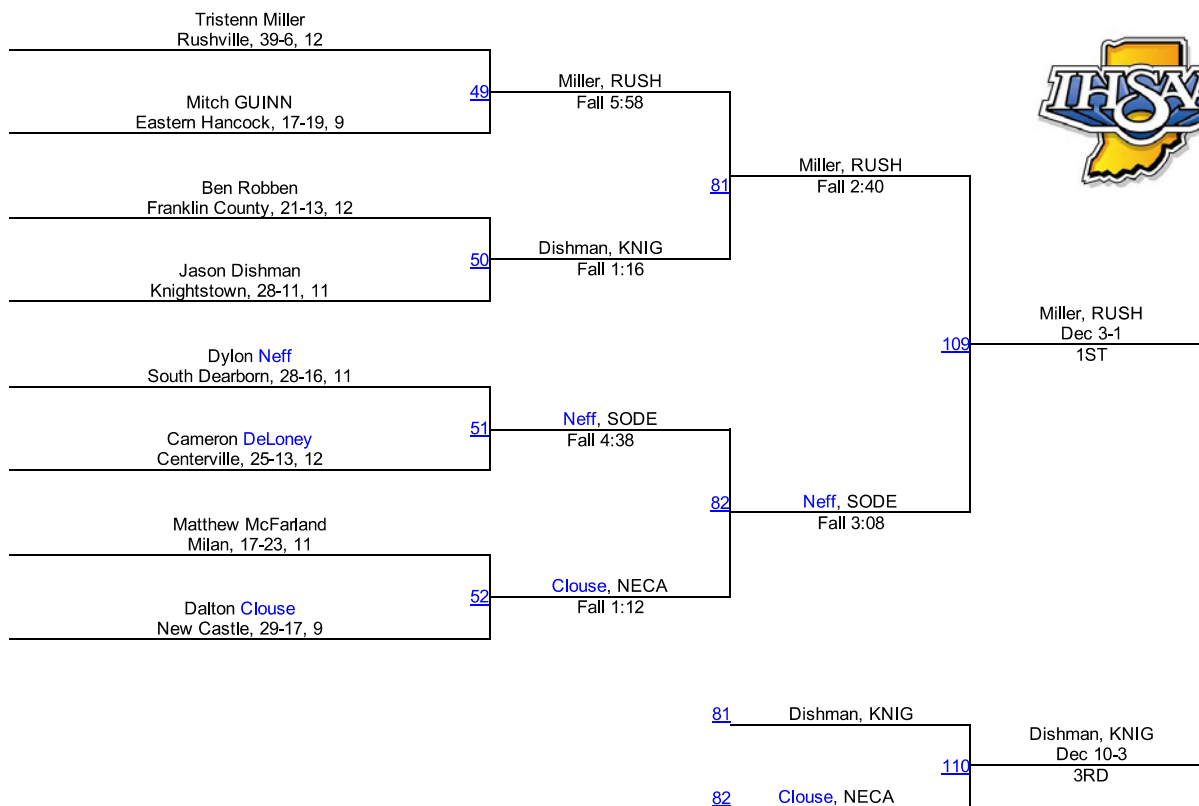 Tristenn Miller
Rushville, 39-6, 12
49
Miller, RUSH
Fall 5:58
Mitch GUINN
Eastern Hancock, 17-19, 9
IHSAA
81
Miller, RUSH
Fall 2:40
Ben Robben
Franklin County, 21-13, 12
50
Dishman, KNIG
Fall 1:16
Jason Dishman
Knightstown, 28-11, 11
109
Miller, RUSH
Dec 3-1
1ST
Dylon Neff
South Dearborn, 28-16, 11
51
Neff, SODE
Fall 4:38
Cameron DeLoney
Centerville, 25-13, 12
82
Neff, SODE
Fall 3:08
Matthew McFarland
Milan, 17-23, 11
52
Clouse, NECA
Fall 1:12
Dalton Clouse
New Castle, 29-17, 9
81
Dishman, KNIG
110
Dishman, KNIG
Dec 10-3
3RD
82
Clouse, NECA